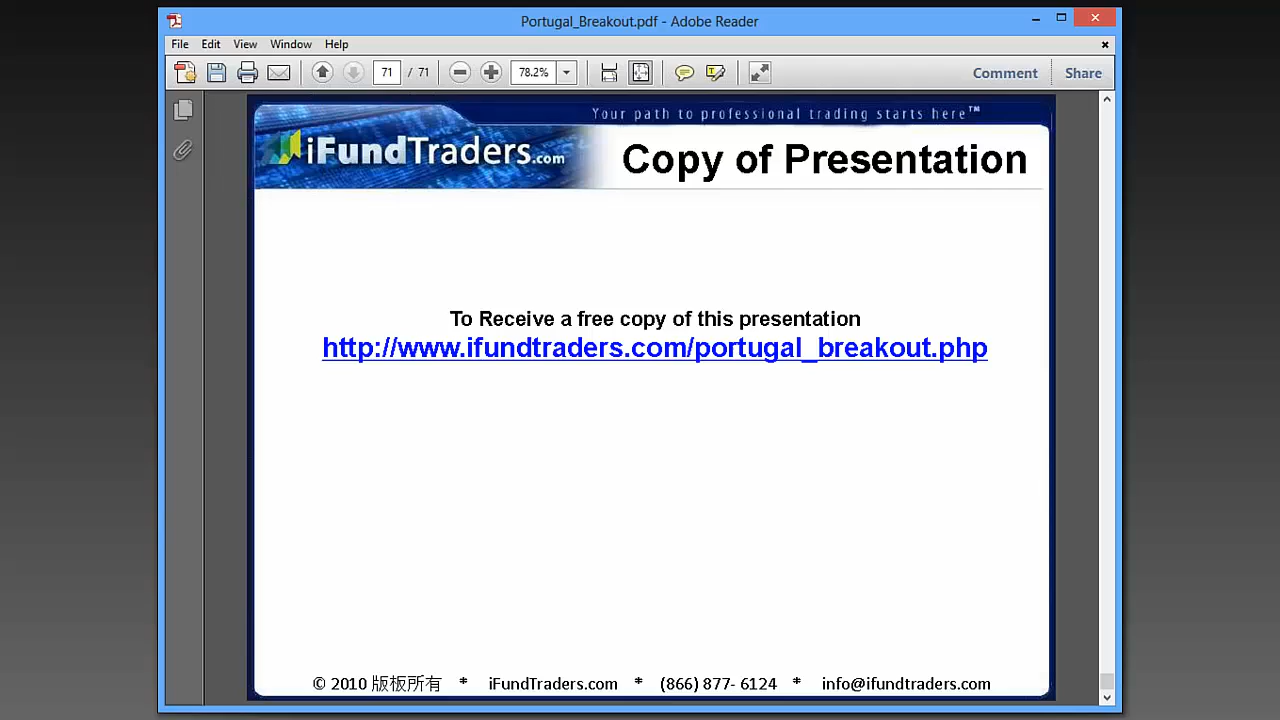 Portugal_Breakout.pdf - Adobe Reader
File Edit View Window Help
71 / 71 78.2% Comment Share
Your path to professional trading starts here™
iFundTraders.com
Copy of Presentation
To Receive a free copy of this presentation
http://www.ifundtraders.com/portugal_breakout.php
© 2010 版板所有 * iFundTraders.com * (866) 877- 6124 * info@ifundtraders.com